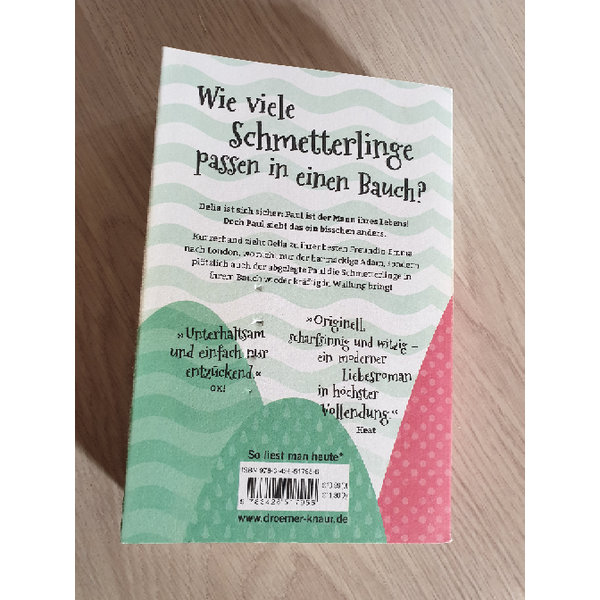 Wie viele
Schmetterlinge
passen in einen Bauch?
Delia ist sich sicher: Paul ist der Mann ihres Lebens!
Doch Paul sieht das ein bisschen anders.
Kurzerhand zieht Delia zu ihrer besten Freundin Emma
nach London, wo nicht nur der hartnäckige Adam, sondern
plötzlich auch der abgelegte Paul die Schmetterlinge in
ihrem Bauch wieder kräftig in Wallung bringt
»Unterhaltsam
und einfach nur
entzückend.«
OK!
»Originell,
scharfsinnig und witzig –
ein moderner
Liebesroman
in höchster
Vollendung.«
Heat
So liest man heute*
ISBN
www.droemer-knaur.de